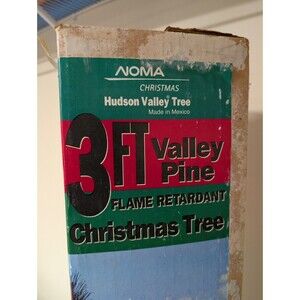 NOMA
CHRISTMAS
Hudson Valley Tree
Made in Mexico
3FT Valley
Pine
FLAME RETARDANT
Christmas Tree